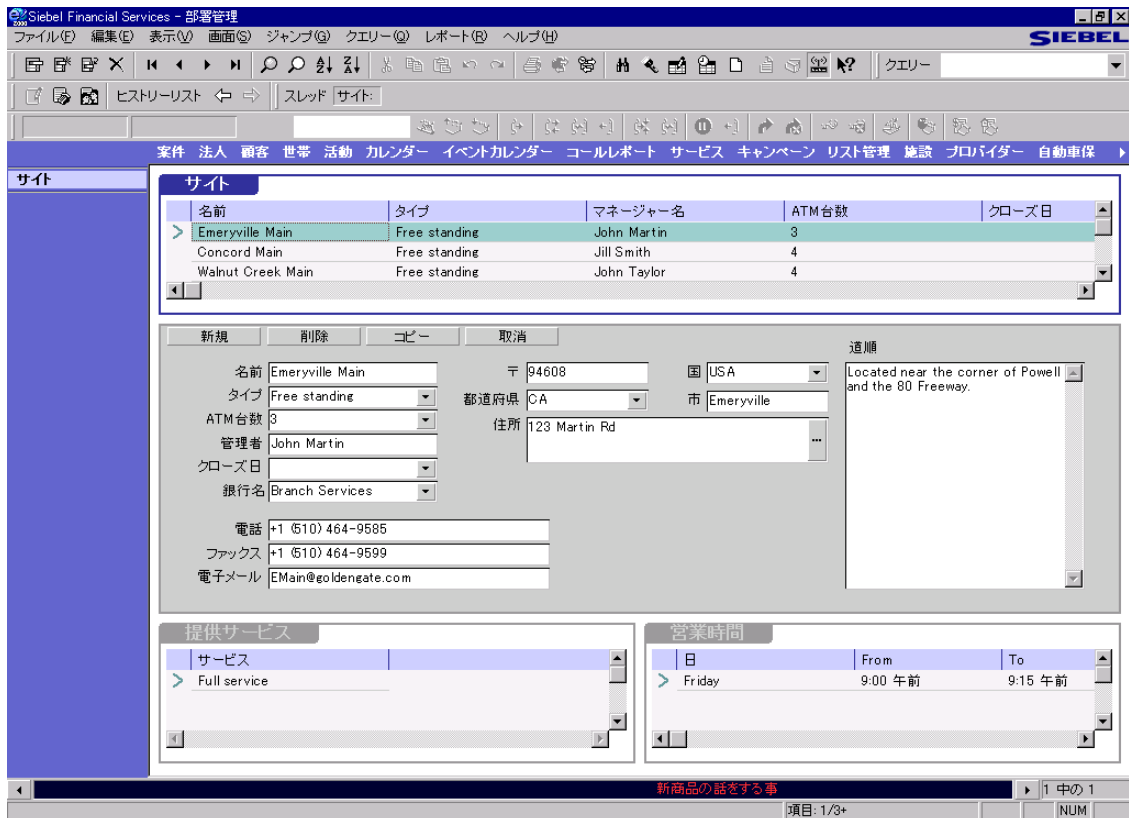 Siebel Financial Services - 部署管理
ファイル(F) 編集(E) 表示(V) 画面(S) ジャンプ(G) クエリー(Q) レポート(R) ヘルプ(H)
SIEBEL
クエリー
ヒストリーリスト スレッド サイト:
案件 法人 顧客 世帯 活動 カレンダー イベントカレンダー コールレポート サービス キャンペーン リスト管理 施設 プロバイダー 自動車保
サイト
サイト
名前 タイプ マネージャー名 ATM台数 クローズ日
Emeryville Main Free standing John Martin 3
Concord Main Free standing Jill Smith 4
Walnut Creek Main Free standing John Taylor 4
新規 削除 コピー 取消
道順
名前 Emeryville Main 〒 94608 国 USA
Located near the corner of Powell
and the 80 Freeway.
タイプ Free standing 都道府県 CA 市 Emeryville
ATM台数 3 住所 123 Martin Rd
管理者 John Martin
クローズ日
銀行名 Branch Services
電話 +1 (510) 464-9585
ファックス +1 (510) 464-9599
電子メール EMain@goldengate.com
提供サービス
サービス
Full service
営業時間
日 From To
Friday 9:00 午前 9:15 午前
新商品の話をする事
1 中の 1
項目: 1/3+
NUM